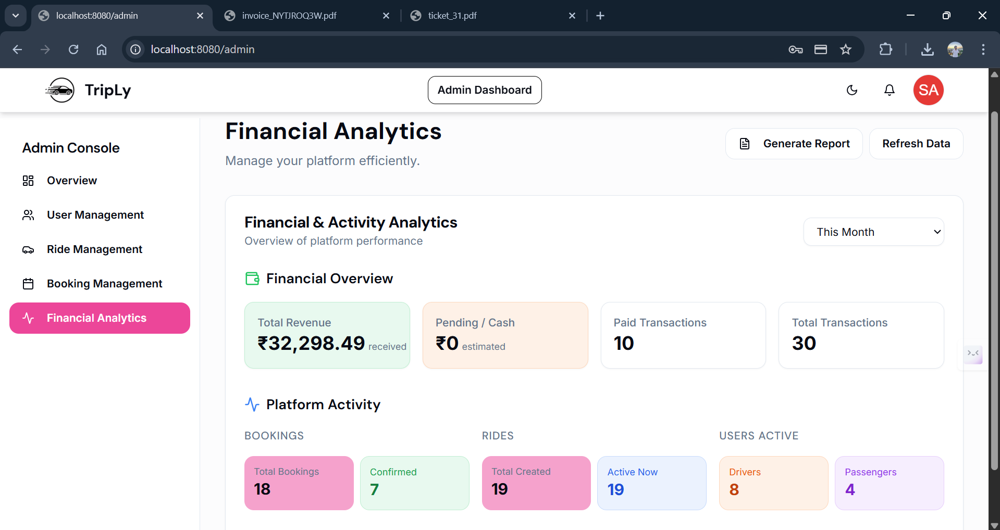 localhost:8080/admin
invoice_NYTJROQ3W.pdf
ticket_31.pdf
localhost:8080/admin
TripLy
Admin Dashboard
SA
Admin Console
Overview
User Management
Ride Management
Booking Management
Financial Analytics
Financial Analytics
Manage your platform efficiently.
Generate Report
Refresh Data
Financial & Activity Analytics
Overview of platform performance
This Month
Financial Overview
Total Revenue
₹32,298.49 received
Pending / Cash
₹0 estimated
Paid Transactions
10
Total Transactions
30
Platform Activity
BOOKINGS
Total Bookings
18
Confirmed
7
RIDES
Total Created
19
Active Now
19
USERS ACTIVE
Drivers
8
Passengers
4